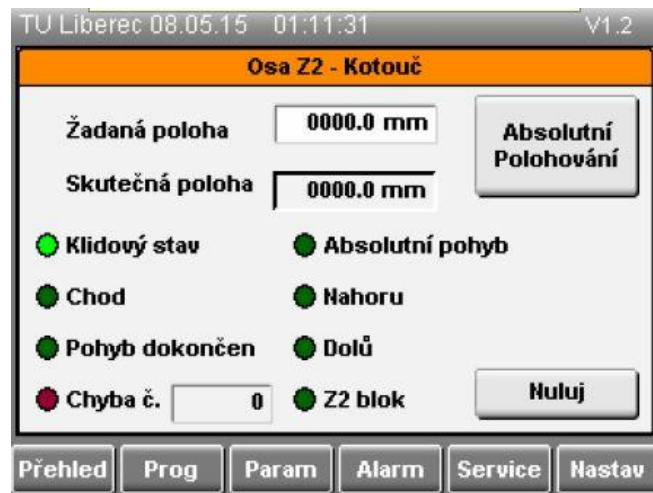 TU Liberec 08.05.15 01:11:31 V1.2
Osa Z2 - Kotouč
Žadaná poloha 0000.0 mm
Absolutní
Polohování
Skutečná poloha 0000.0 mm
Klidový stav Absolutní pohyb
Chod Nahoru
Pohyb dokončen Dolů
Chyba č. 0 Z2 blok Nuluj
Přehled Prog Param Alarm Service Nastav